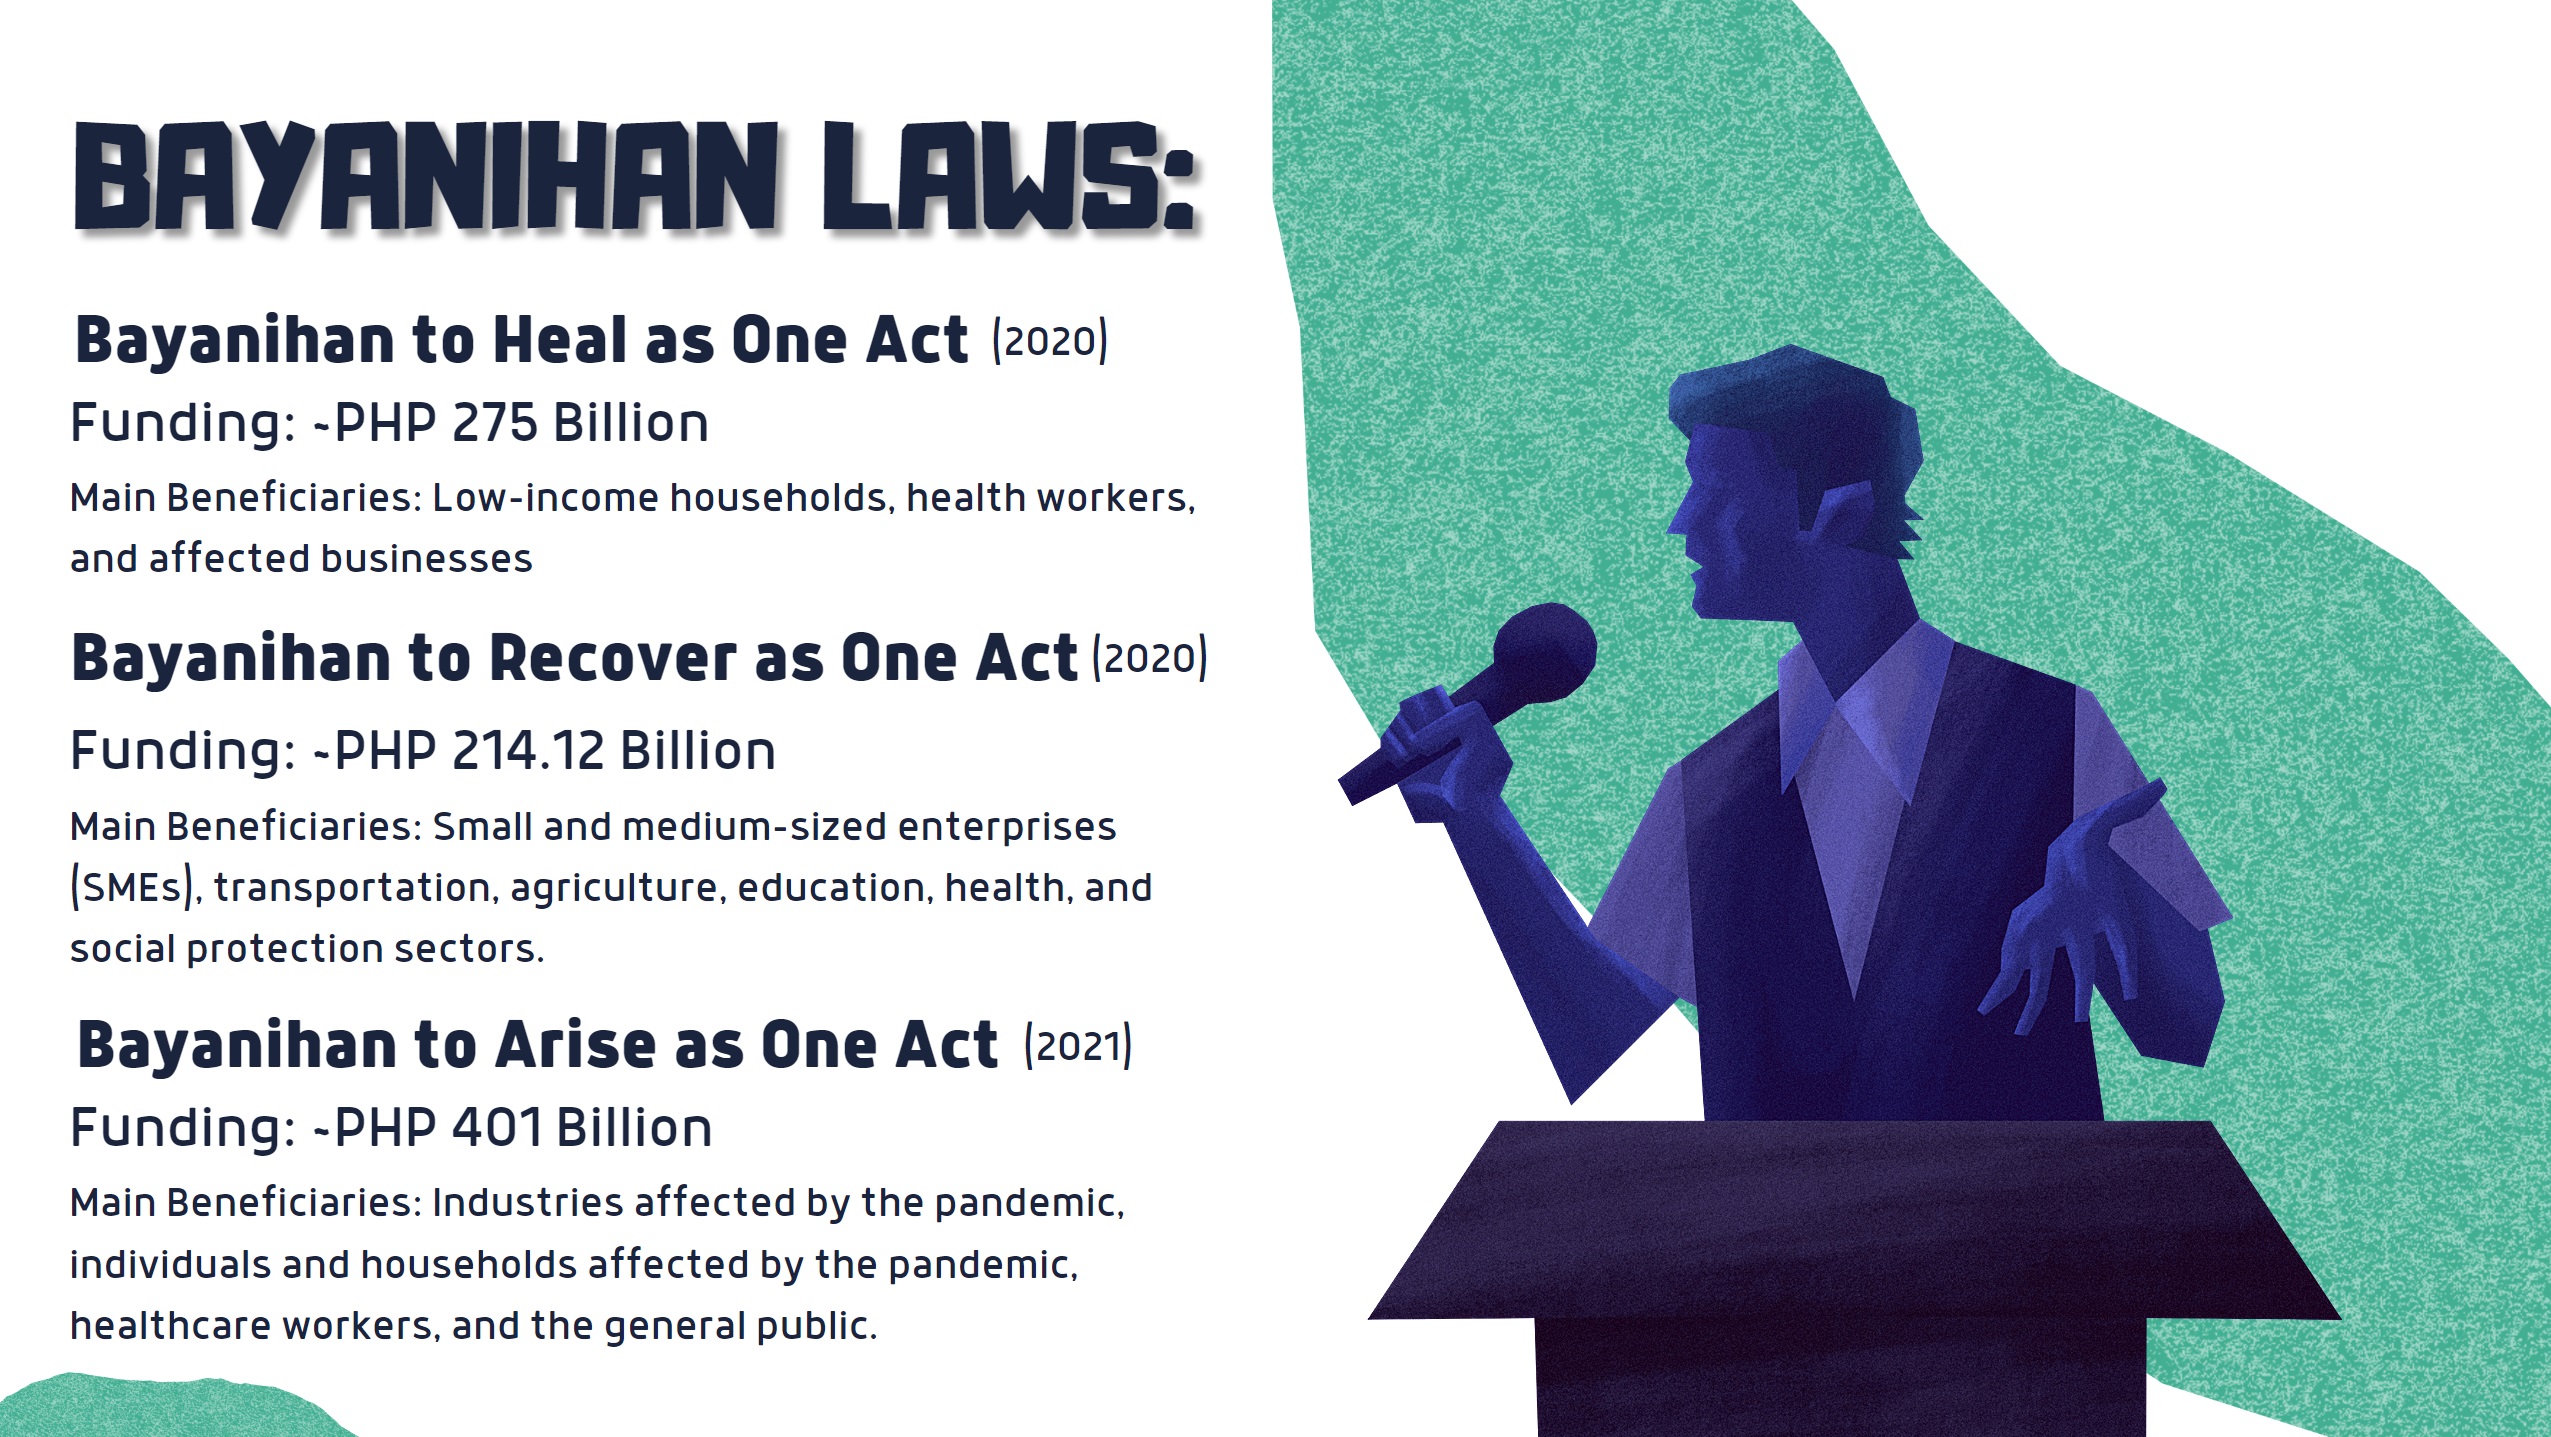 BAYANIHAN LAWS:
Bayanihan to Heal as One Act (2020)
Funding: ~PHP 275 Billion
Main Beneficiaries: Low-income households, health workers,
and affected businesses
Bayanihan to Recover as One Act (2020)
Funding: ~PHP 214.12 Billion
Main Beneficiaries: Small and medium-sized enterprises
(SMEs), transportation, agriculture, education, health, and
social protection sectors.
Bayanihan to Arise as One Act (2021)
Funding: ~PHP 401 Billion
Main Beneficiaries: Industries affected by the pandemic,
individuals and households affected by the pandemic,
healthcare workers, and the general public.